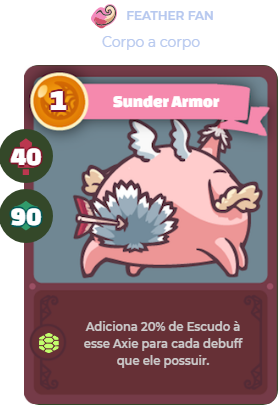 FEATHER FAN
Corpo a corpo
1
Sunder Armor
40
90
Adiciona 20% de Escudo à
esse Axie para cada debuff
que ele possuir.